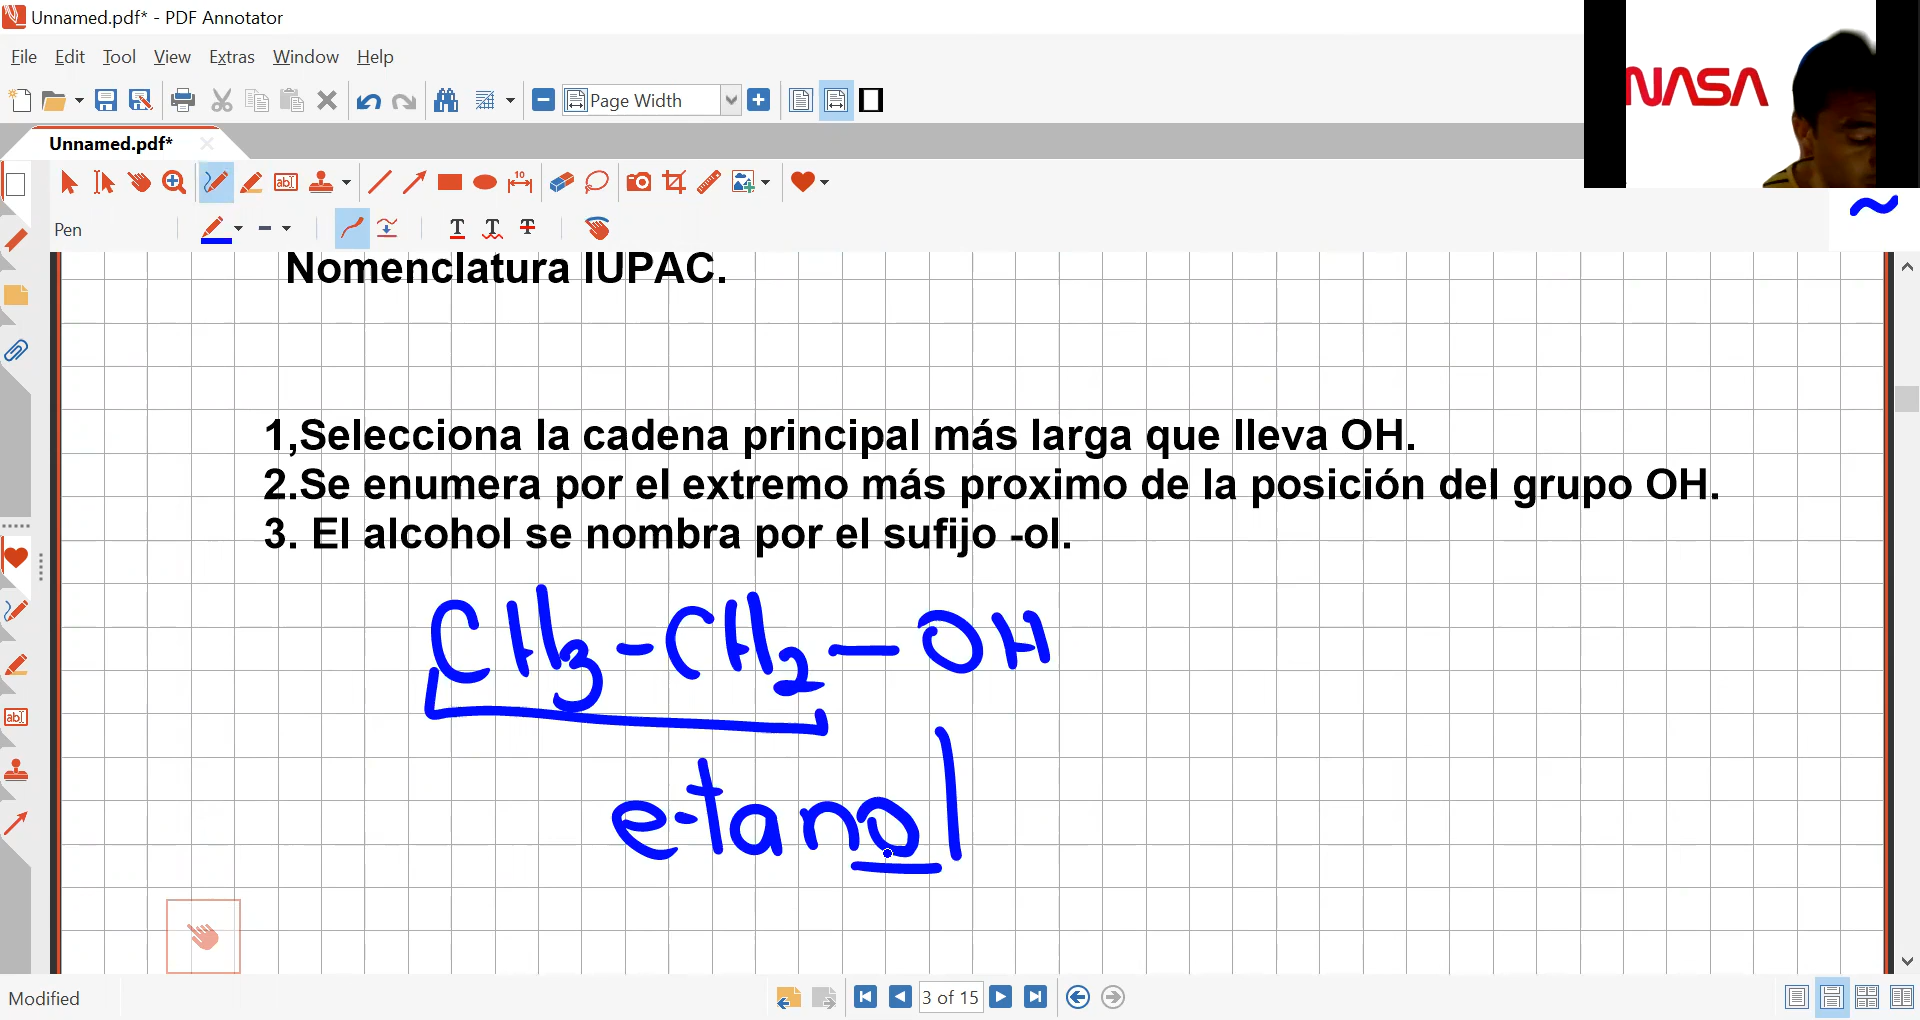 Unnamed.pdf* - PDF Annotator
File Edit Tool View Extras Window Help
Page Width
NASA
Unnamed.pdf*
Pen
Nomenclatura IUPAC.
1,Selecciona la cadena principal más larga que lleva OH.
2.Se enumera por el extremo más proximo de la posición del grupo OH.
3. El alcohol se nombra por el sufijo -ol.
CH3-CH2-OH
e-tanol
Modified
3 of 15